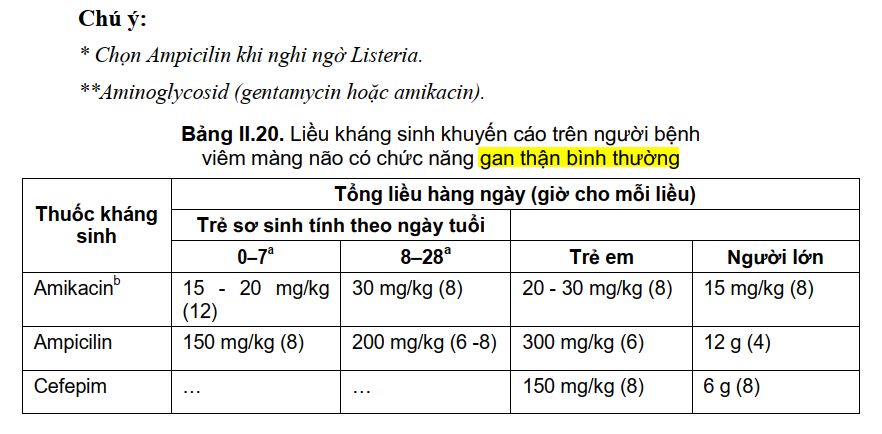 Chú ý:
* Chọn Ampicilin khi nghi ngờ Listeria.
**Aminoglycosid (gentamycin hoặc amikacin).
Bảng II.20. Liều kháng sinh khuyến cáo trên người bệnh
viêm màng não có chức năng gan thận bình thường
Thuốc kháng sinh
Tổng liều hàng ngày (giờ cho mỗi liều)
Trẻ sơ sinh tính theo ngày tuổi
0–7ᵃ 8–28ᵃ Trẻ em Người lớn
Amikacinᵇ 15 - 20 mg/kg (12) 30 mg/kg (8) 20 - 30 mg/kg (8) 15 mg/kg (8)
Ampicilin 150 mg/kg (8) 200 mg/kg (6 -8) 300 mg/kg (6) 12 g (4)
Cefepim … … 150 mg/kg (8) 6 g (8)